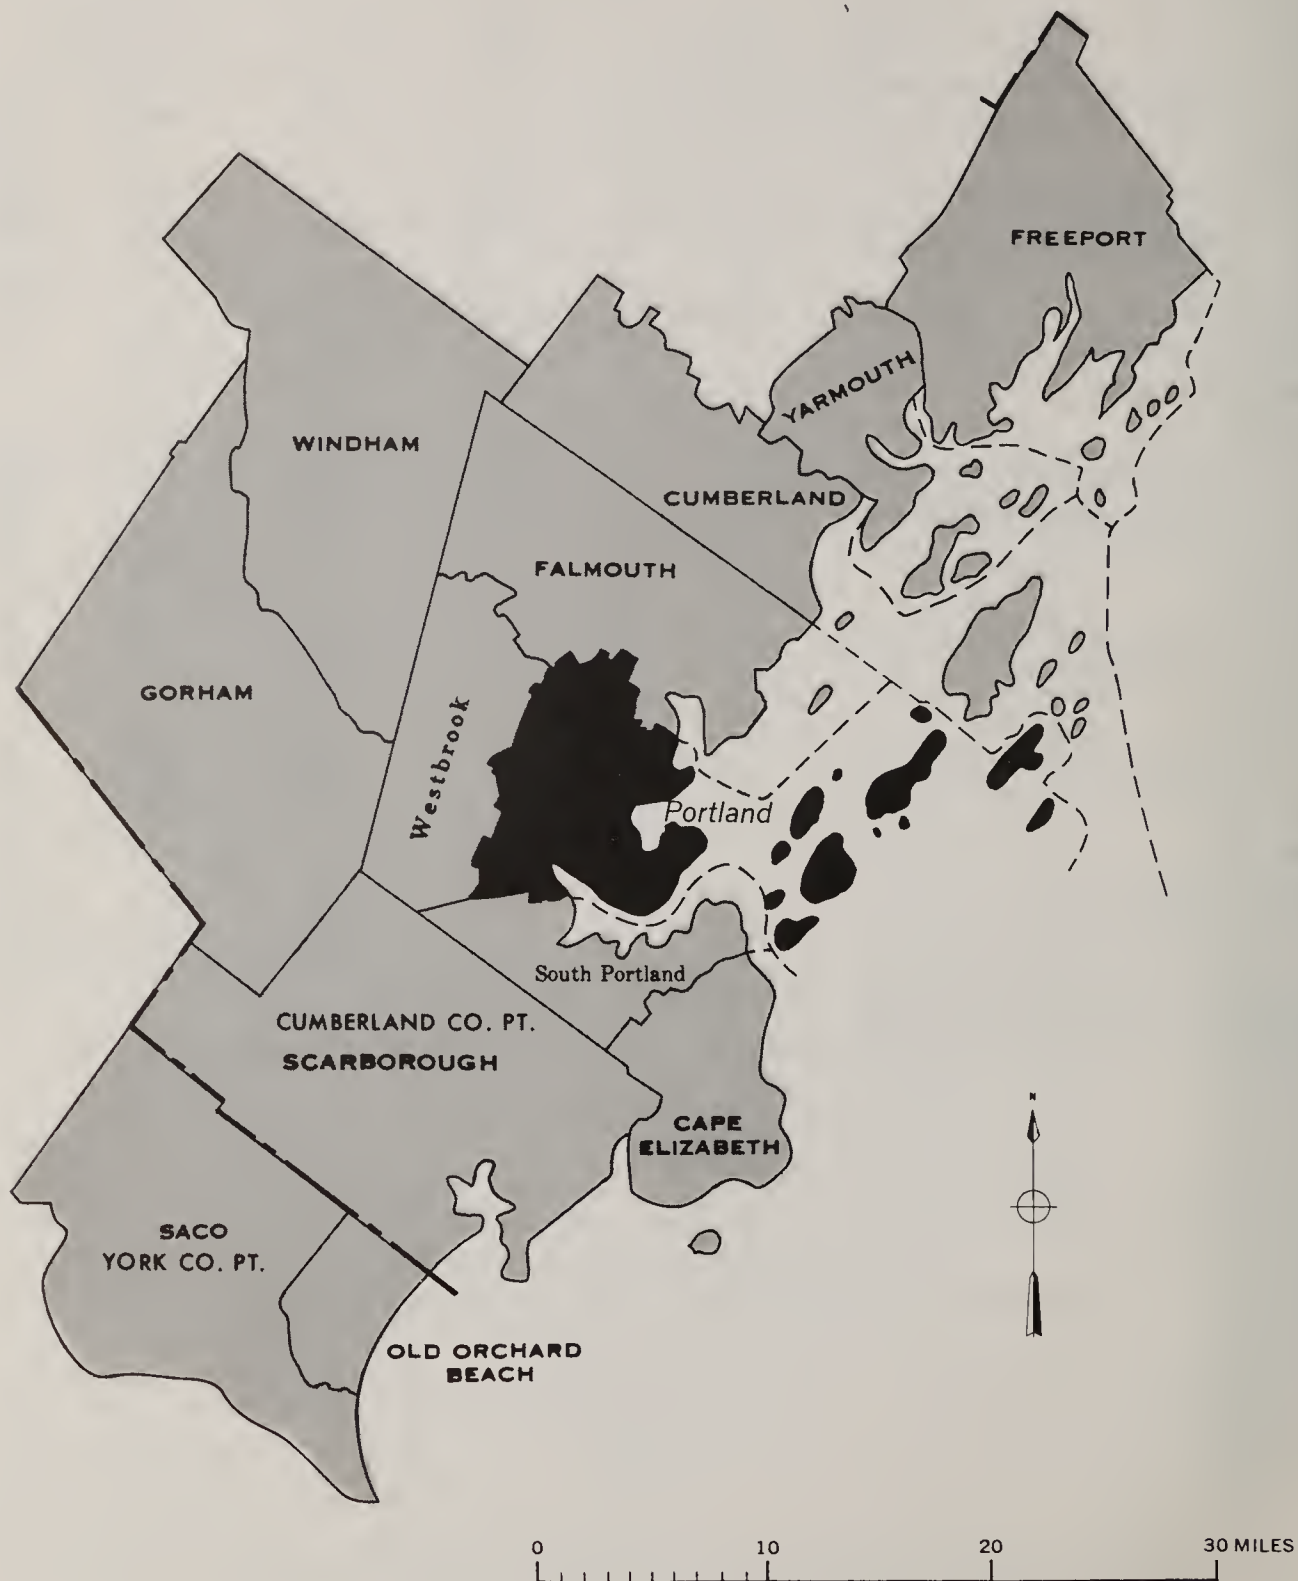 FREEPORT
YARMOUTH
WINDHAM
CUMBERLAND
FALMOUTH
GORHAM
Westbrook
Portland
South Portland
CUMBERLAND CO. PT.
SCARBOROUGH
CAPE
ELIZABETH
N
SACO
YORK CO. PT.
OLD ORCHARD
BEACH
0 10 20 30 MILES